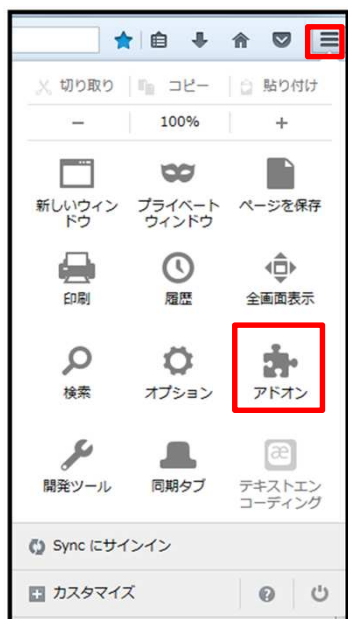 切り取り コピー 貼り付け
− 100% +
新しいウィン
ドウ
プライベート
ウィンドウ
ページを保存
印刷 履歴 全画面表示
検索 オプション アドオン
開発ツール 同期タブ
テキストエン
コーディング
Sync にサインイン
カスタマイズ